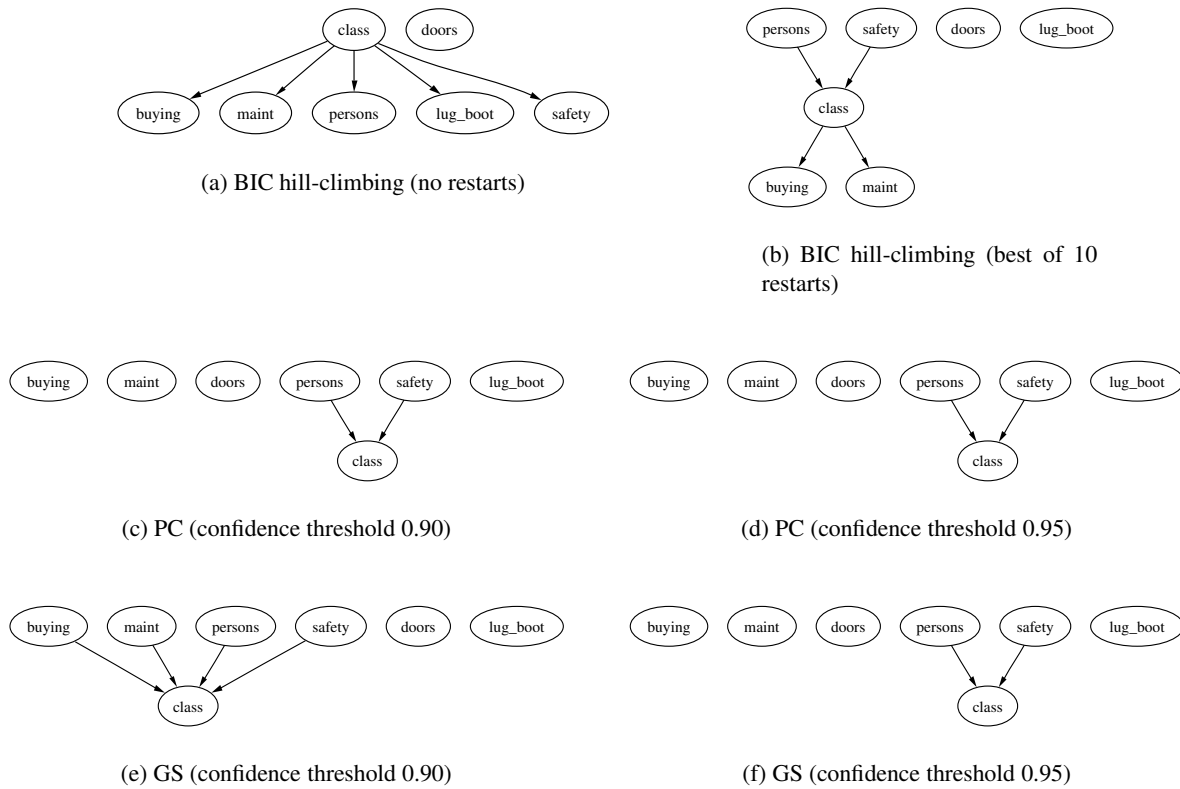 class doors
buying maint persons lug_boot safety
(a) BIC hill-climbing (no restarts)
persons safety doors lug_boot
class
buying maint
(b) BIC hill-climbing (best of 10
restarts)
buying maint doors persons safety lug_boot
class
(c) PC (confidence threshold 0.90)
buying maint doors persons safety lug_boot
class
(d) PC (confidence threshold 0.95)
buying maint persons safety doors lug_boot
class
(e) GS (confidence threshold 0.90)
buying maint doors persons safety lug_boot
class
(f) GS (confidence threshold 0.95)